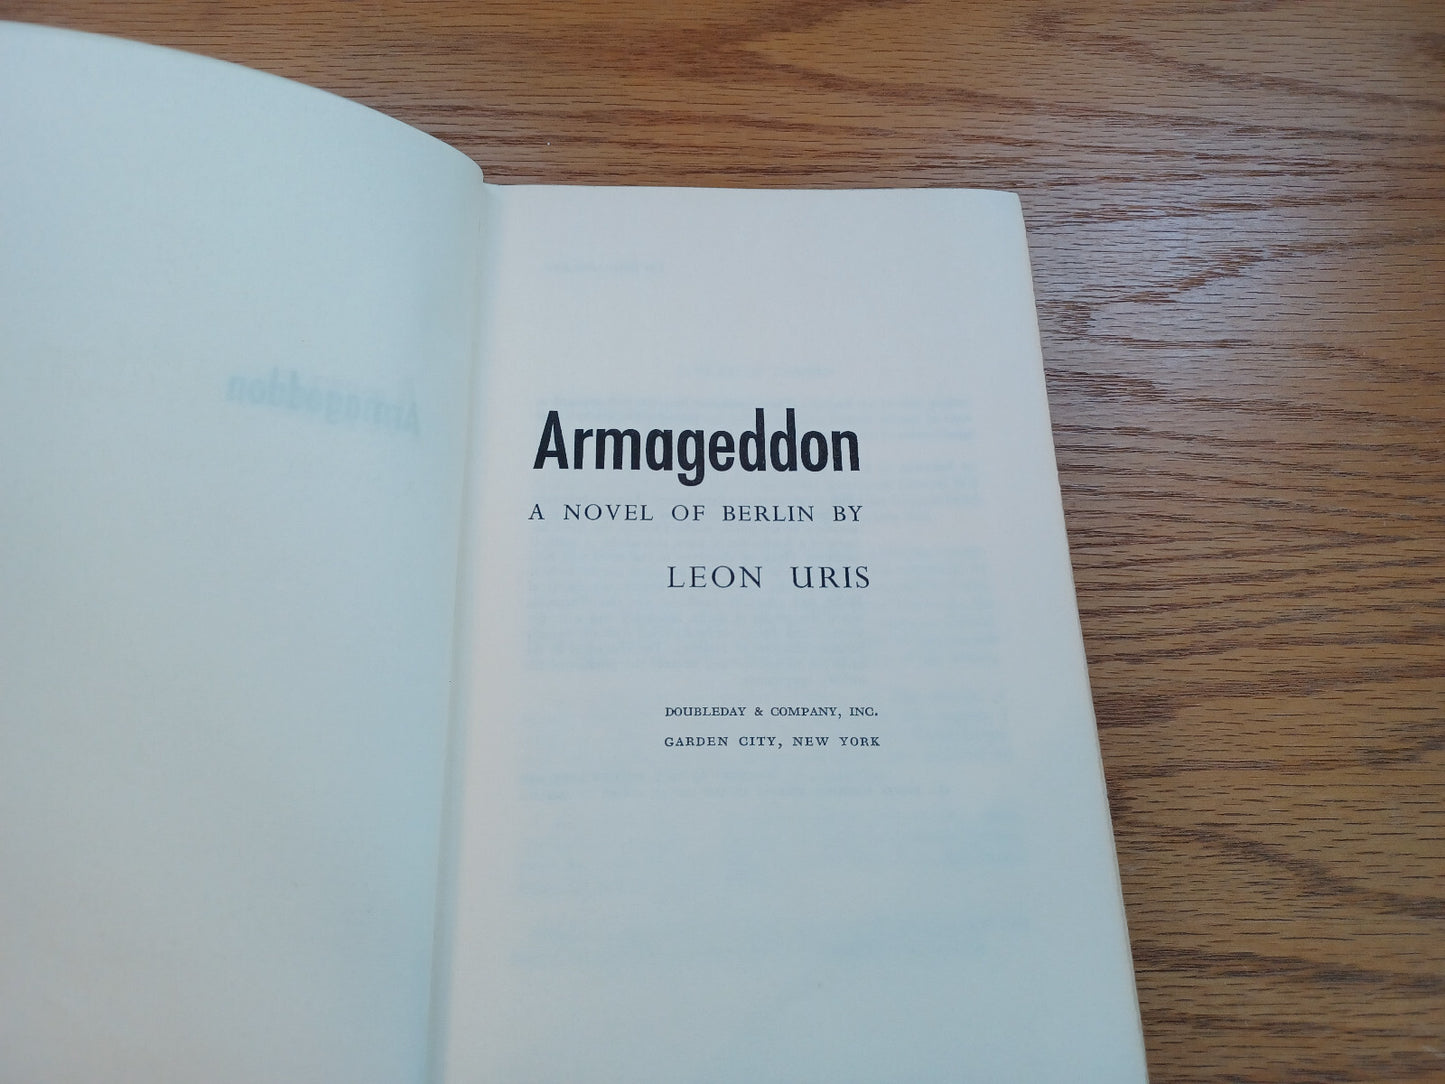 Armageddon
A NOVEL OF BERLIN BY
LEON URIS
DOUBLEDAY & COMPANY, INC.
GARDEN CITY, NEW YORK